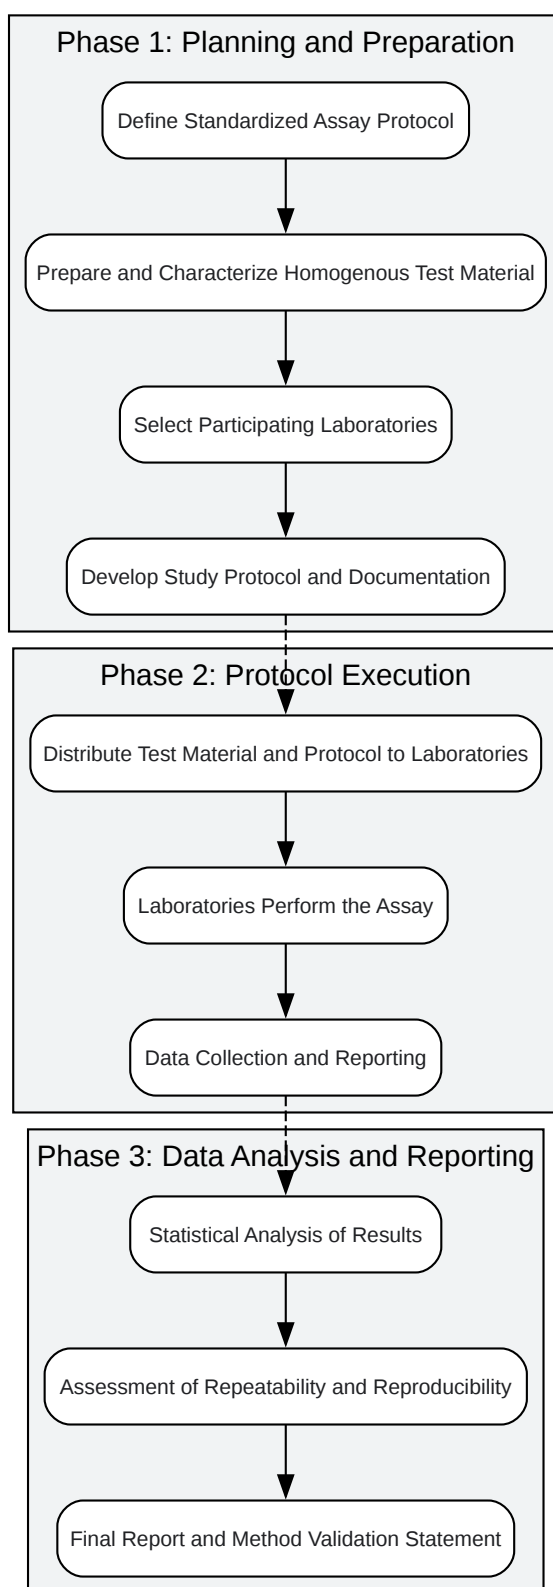 Phase 1: Planning and Preparation
Define Standardized Assay Protocol
Prepare and Characterize Homogenous Test Material
Select Participating Laboratories
Develop Study Protocol and Documentation
Phase 2: Protocol Execution
Distribute Test Material and Protocol to Laboratories
Laboratories Perform the Assay
Data Collection and Reporting
Phase 3: Data Analysis and Reporting
Statistical Analysis of Results
Assessment of Repeatability and Reproducibility
Final Report and Method Validation Statement